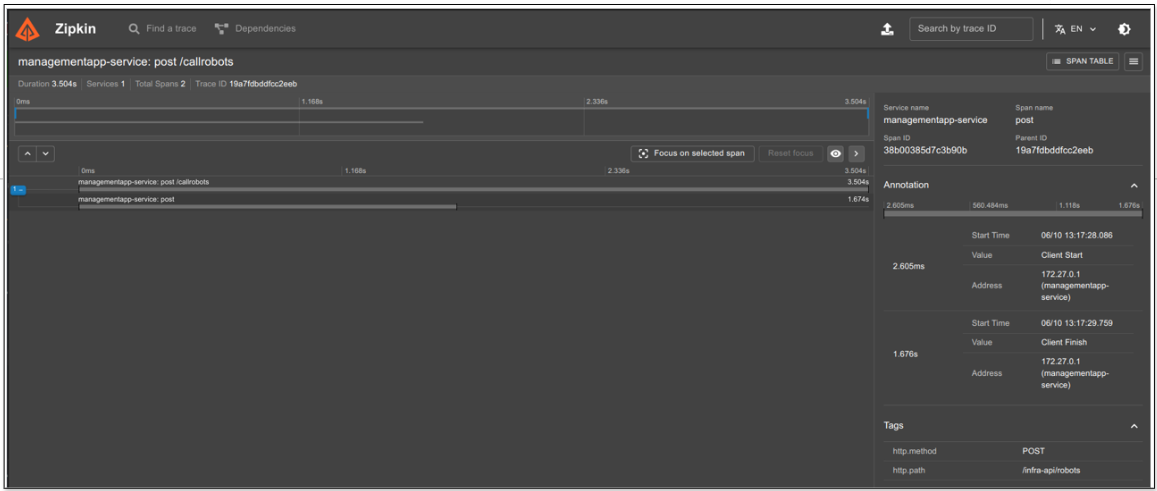 Zipkin Find a trace Dependencies Search by trace ID EN
managementapp-service: post /callrobots SPAN TABLE
Duration 3.504s Services 1 Total Spans 2 Trace ID 19a7fdbddfcc2eeb
0ms 1.168s 2.336s 3.504s
Focus on selected span Reset focus
0ms 1.168s 2.336s 3.504s
1
managementapp-service: post /callrobots 3.504s
managementapp-service: post 1.674s
Service name Span name
managementapp-service post
Span ID Parent ID
38b00385d7c3b90b 19a7fdbddfcc2eeb
Annotation
2.605ms 560.484ms 1.118s 1.676s
2.605ms
Start Time 06/10 13:17:28.086
Value Client Start
Address 172.27.0.1
(managementapp-
service)
1.676s
Start Time 06/10 13:17:29.759
Value Client Finish
Address 172.27.0.1
(managementapp-
service)
Tags
http.method POST
http.path /infra-api/robots